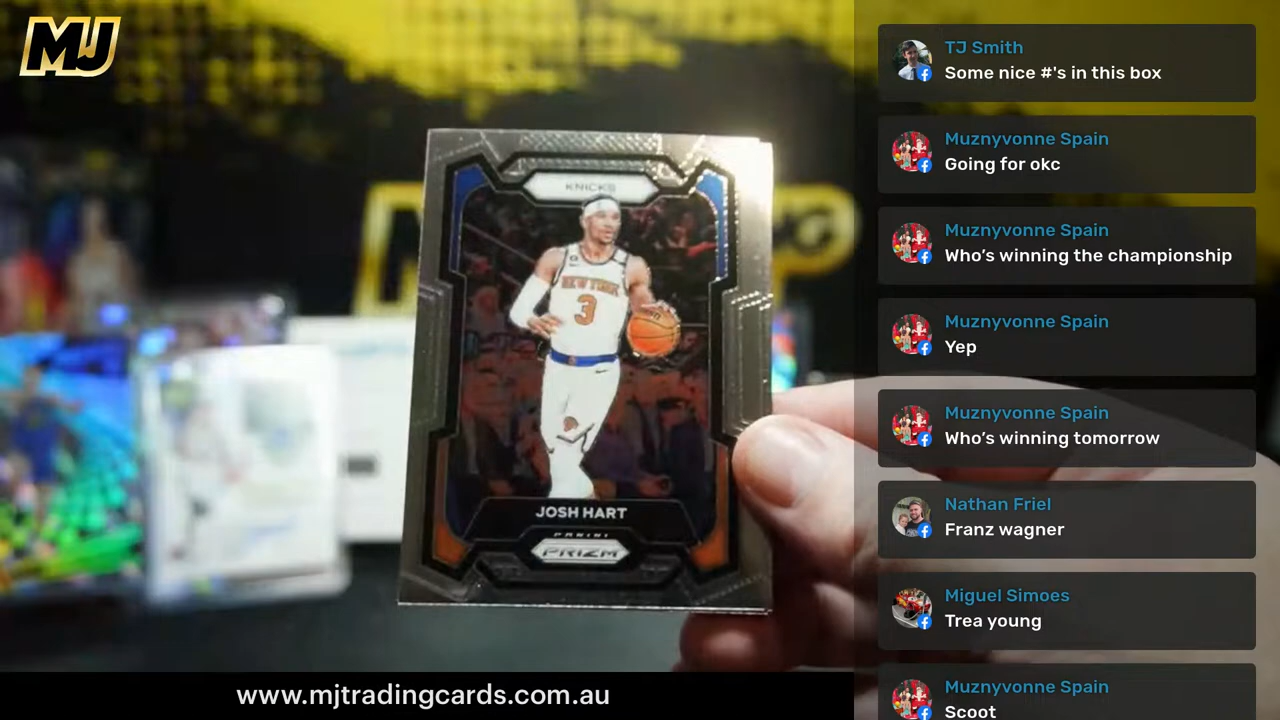 MJ
KNICKS
NEW YORK
3
JOSH HART
PANINI
PRIZM
www.mjtradingcards.com.au
TJ Smith
Some nice #'s in this box
Muznyvonne Spain
Going for okc
Muznyvonne Spain
Who’s winning the championship
Muznyvonne Spain
Yep
Muznyvonne Spain
Who’s winning tomorrow
Nathan Friel
Franz wagner
Miguel Simoes
Trea young
Muznyvonne Spain
Scoot